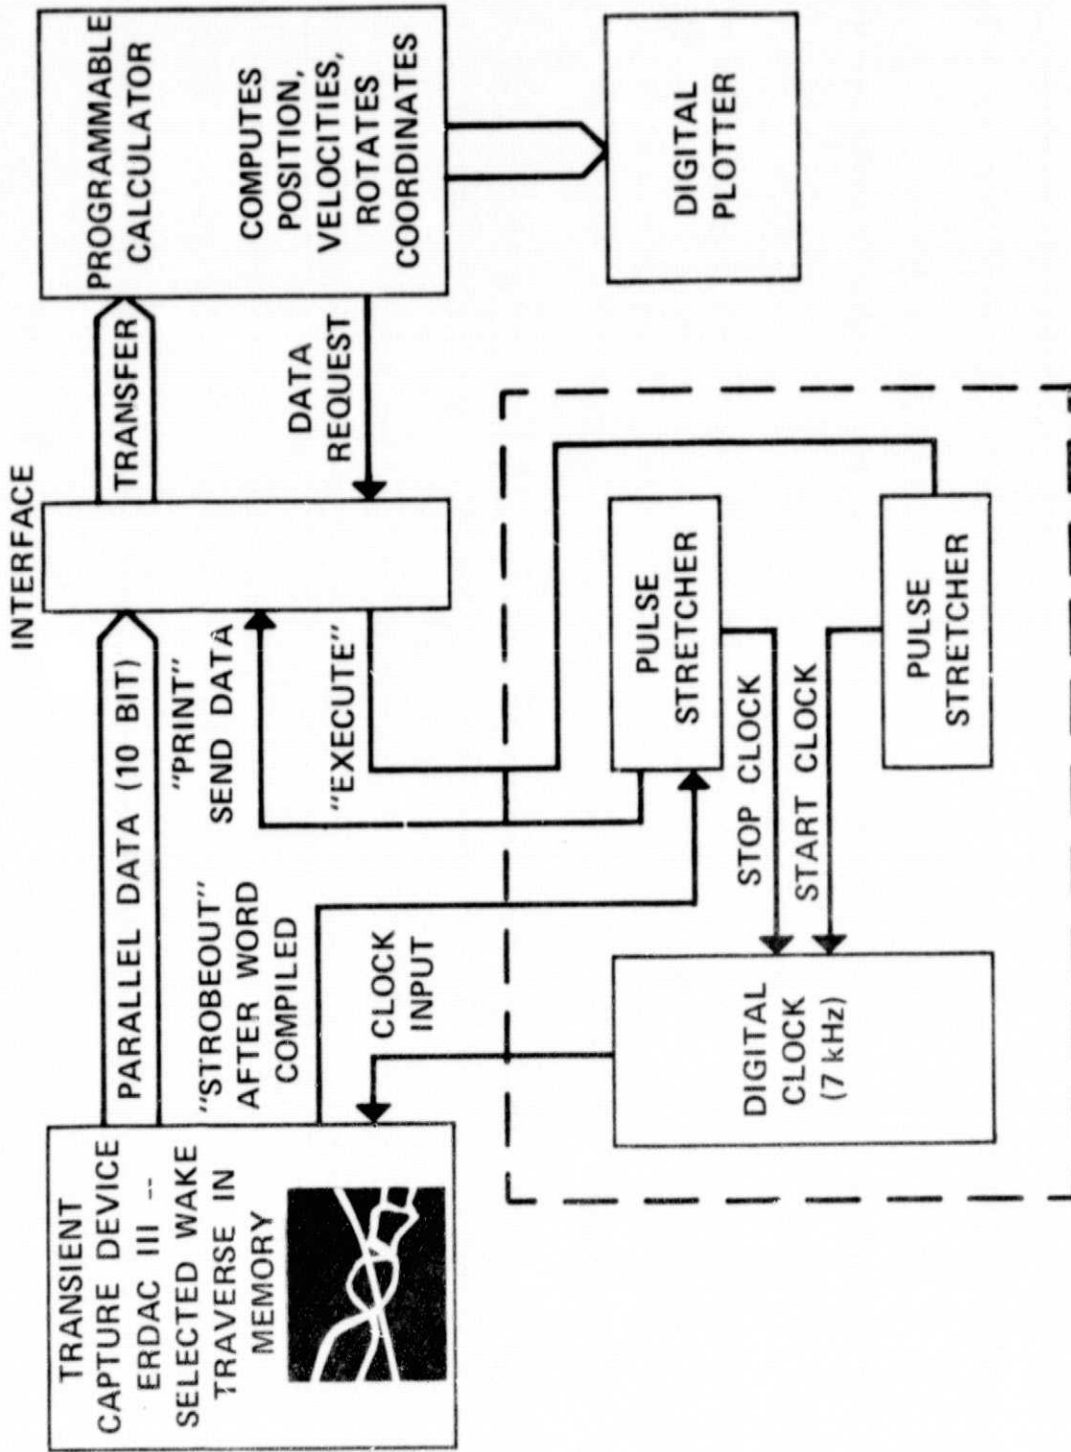 TRANSIENT
CAPTURE DEVICE
ERDAC III --
SELECTED WAKE
TRAVERSE IN
MEMORY
PARALLEL DATA (10 BIT)
"STROBEOUT"
AFTER WORD
COMPILED
CLOCK
INPUT
"PRINT"
SEND DATA
"EXECUTE"
INTERFACE
TRANSFER
DATA
REQUEST
PROGRAMMABLE
CALCULATOR
COMPUTES
POSITION,
VELOCITIES,
ROTATES
COORDINATES
DIGITAL
PLOTTER
DIGITAL
CLOCK
(7 kHz)
STOP CLOCK
START CLOCK
PULSE
STRETCHER
PULSE
STRETCHER